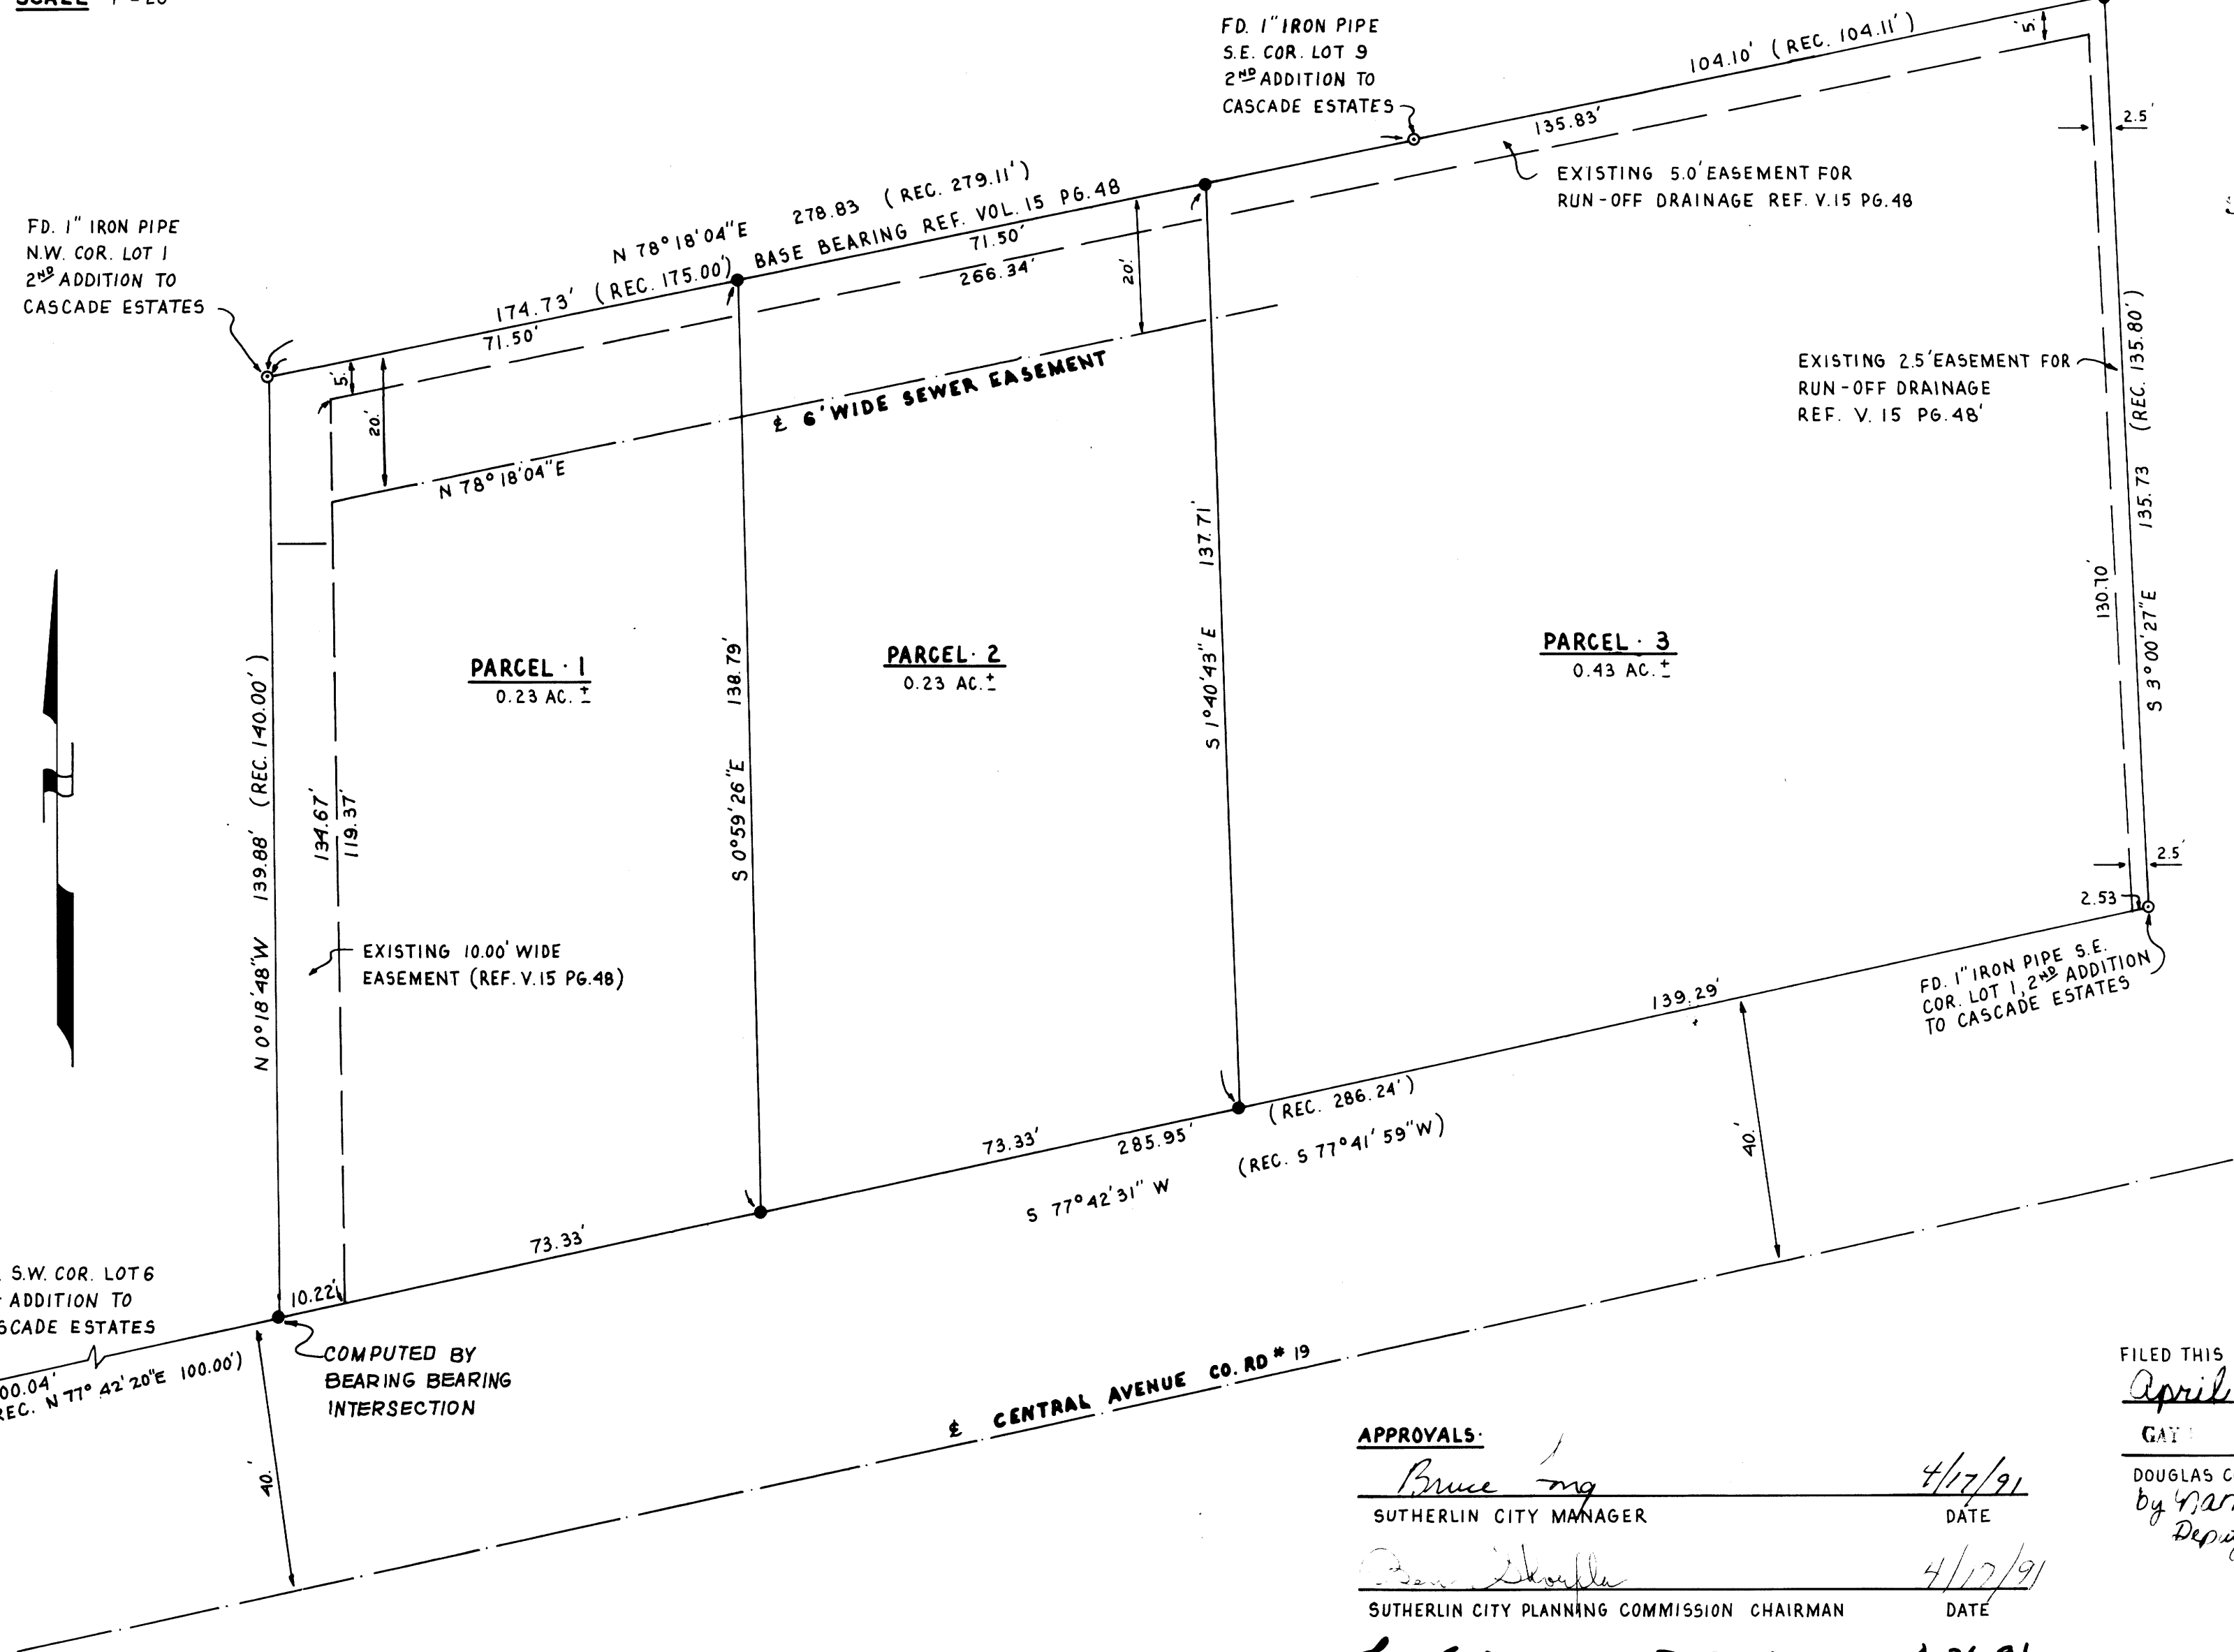 SCALE 1"=20'
FD. 1" IRON PIPE
S.E. COR. LOT 9
2ND ADDITION TO
CASCADE ESTATES
104.10' (REC. 104.11')
5'
135.83'
2.5'
EXISTING 5.0' EASEMENT FOR
RUN-OFF DRAINAGE REF. V.15 PG.48
FD. 1" IRON PIPE
N.W. COR. LOT 1
2ND ADDITION TO
CASCADE ESTATES
N 78°18'04"E 278.83 (REC. 279.11')
BASE BEARING REF. VOL. 15 PG.48
174.73' (REC. 175.00')
71.50'
71.50'
266.34'
20.'
5.'
20.'
₵ 6' WIDE SEWER EASEMENT
N 78°18'04"E
EXISTING 2.5' EASEMENT FOR
RUN-OFF DRAINAGE
REF. V. 15 PG.48'
S 3°00'27"E 135.73 (REC. 135.80')
130.70'
N 0°18'48"W 139.88' (REC. 140.00')
134.67'
119.37'
S 0°59'26"E 138.79'
S 1°40'43"E 137.71'
PARCEL · 1
0.23 AC. ±
PARCEL · 2
0.23 AC. ±
PARCEL · 3
0.43 AC. ±
2.5'
2.53
EXISTING 10.00' WIDE
EASEMENT (REF. V.15 PG.48)
FD. 1" IRON PIPE S.E.
COR. LOT 1, 2ND ADDITION
TO CASCADE ESTATES
139.29'
73.33'
285.95'
(REC. 286.24')
S 77°42'31" W
(REC. S 77°41'59"W)
40.'
73.33'
10.22'
S.W. COR. LOT 6
ADDITION TO
SCADE ESTATES
00.04'
REC. N 77°42'20"E 100.00')
COMPUTED BY
BEARING BEARING
INTERSECTION
40.'
₵ CENTRAL AVENUE CO. RD # 19
APPROVALS·
Bruce
4/17/91
SUTHERLIN CITY MANAGER
DATE
4/17/91
SUTHERLIN CITY PLANNING COMMISSION CHAIRMAN
DATE
FILED THIS
April
GAY
DOUGLAS C
by Nan